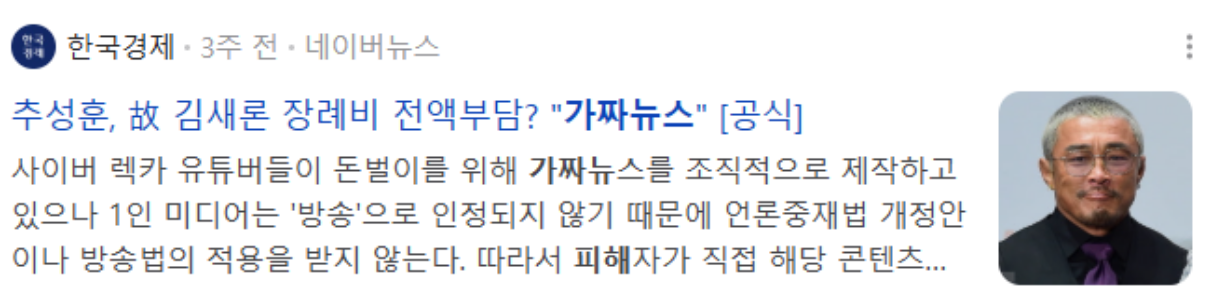 한국경제
한국경제 · 3주 전 · 네이버뉴스
추성훈, 故 김새론 장례비 전액부담? "가짜뉴스" [공식]
사이버 렉카 유튜버들이 돈벌이를 위해 가짜뉴스를 조직적으로 제작하고
있으나 1인 미디어는 '방송'으로 인정되지 않기 때문에 언론중재법 개정안
이나 방송법의 적용을 받지 않는다. 따라서 피해자가 직접 해당 콘텐츠...